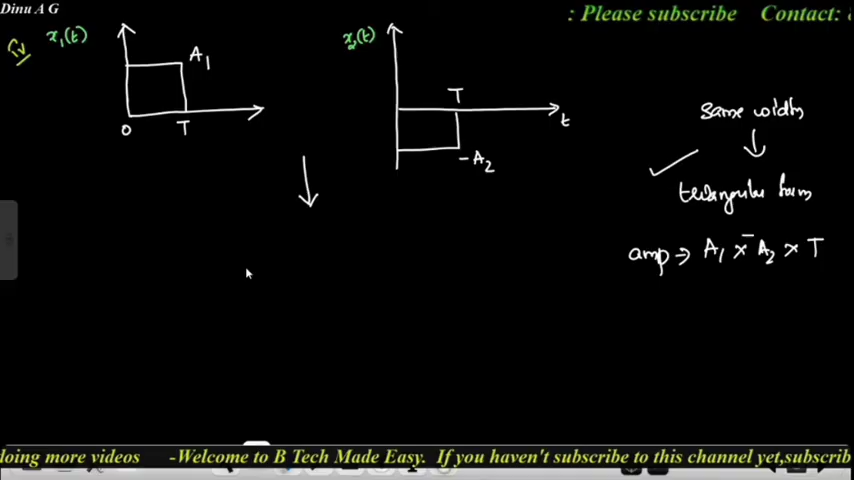 Dinu A G
: Please subscribe Contact:
iv x₁(t) A₁ 0 T
x₂(t) T t -A₂
same width
triangular form
amp → A₁ × -A₂ × T
doing more videos -Welcome to B Tech Made Easy. If you haven't subscribe to this channel yet,subscrib